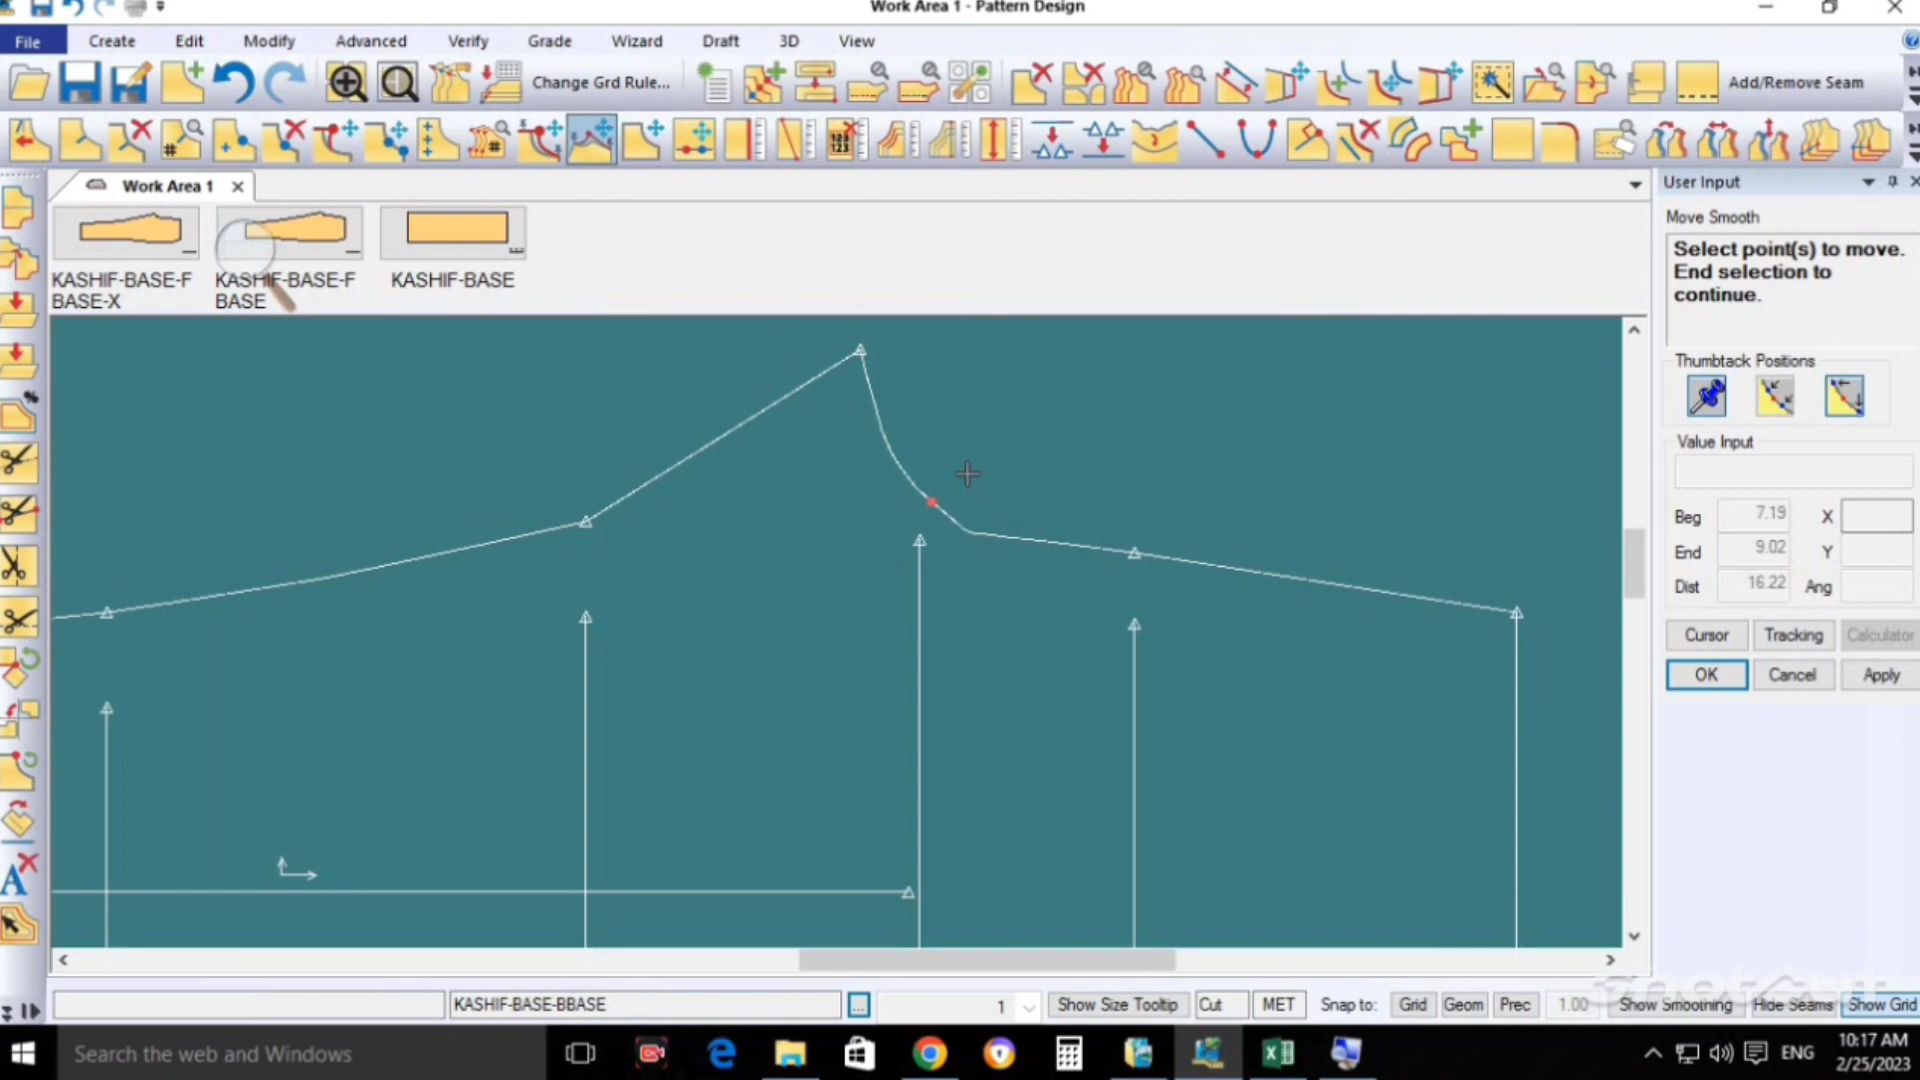 Work Area 1 - Pattern Design
File Create Edit Modify Advanced Verify Grade Wizard Draft 3D View
Change Grd Rule... Add/Remove Seam
Work Area 1
User Input
Move Smooth
Select point(s) to move.
End selection to
continue.
KASHIF-BASE-F
BASE-X
KASHIF-BASE-F
BASE
KASHIF-BASE
Thumbtack Positions
Value Input
Beg 7.19 X
End 9.02 Y
Dist 16.22 Ang
Cursor Tracking Calculator
OK Cancel Apply
KASHIF-BASE-BBASE 1 Show Size Tooltip Cut MET Snap to: Grid Geom Prec 1.00 Show Smoothing Hide Seams Show Grid
Search the web and Windows
ENG
10:17 AM
2/25/2023